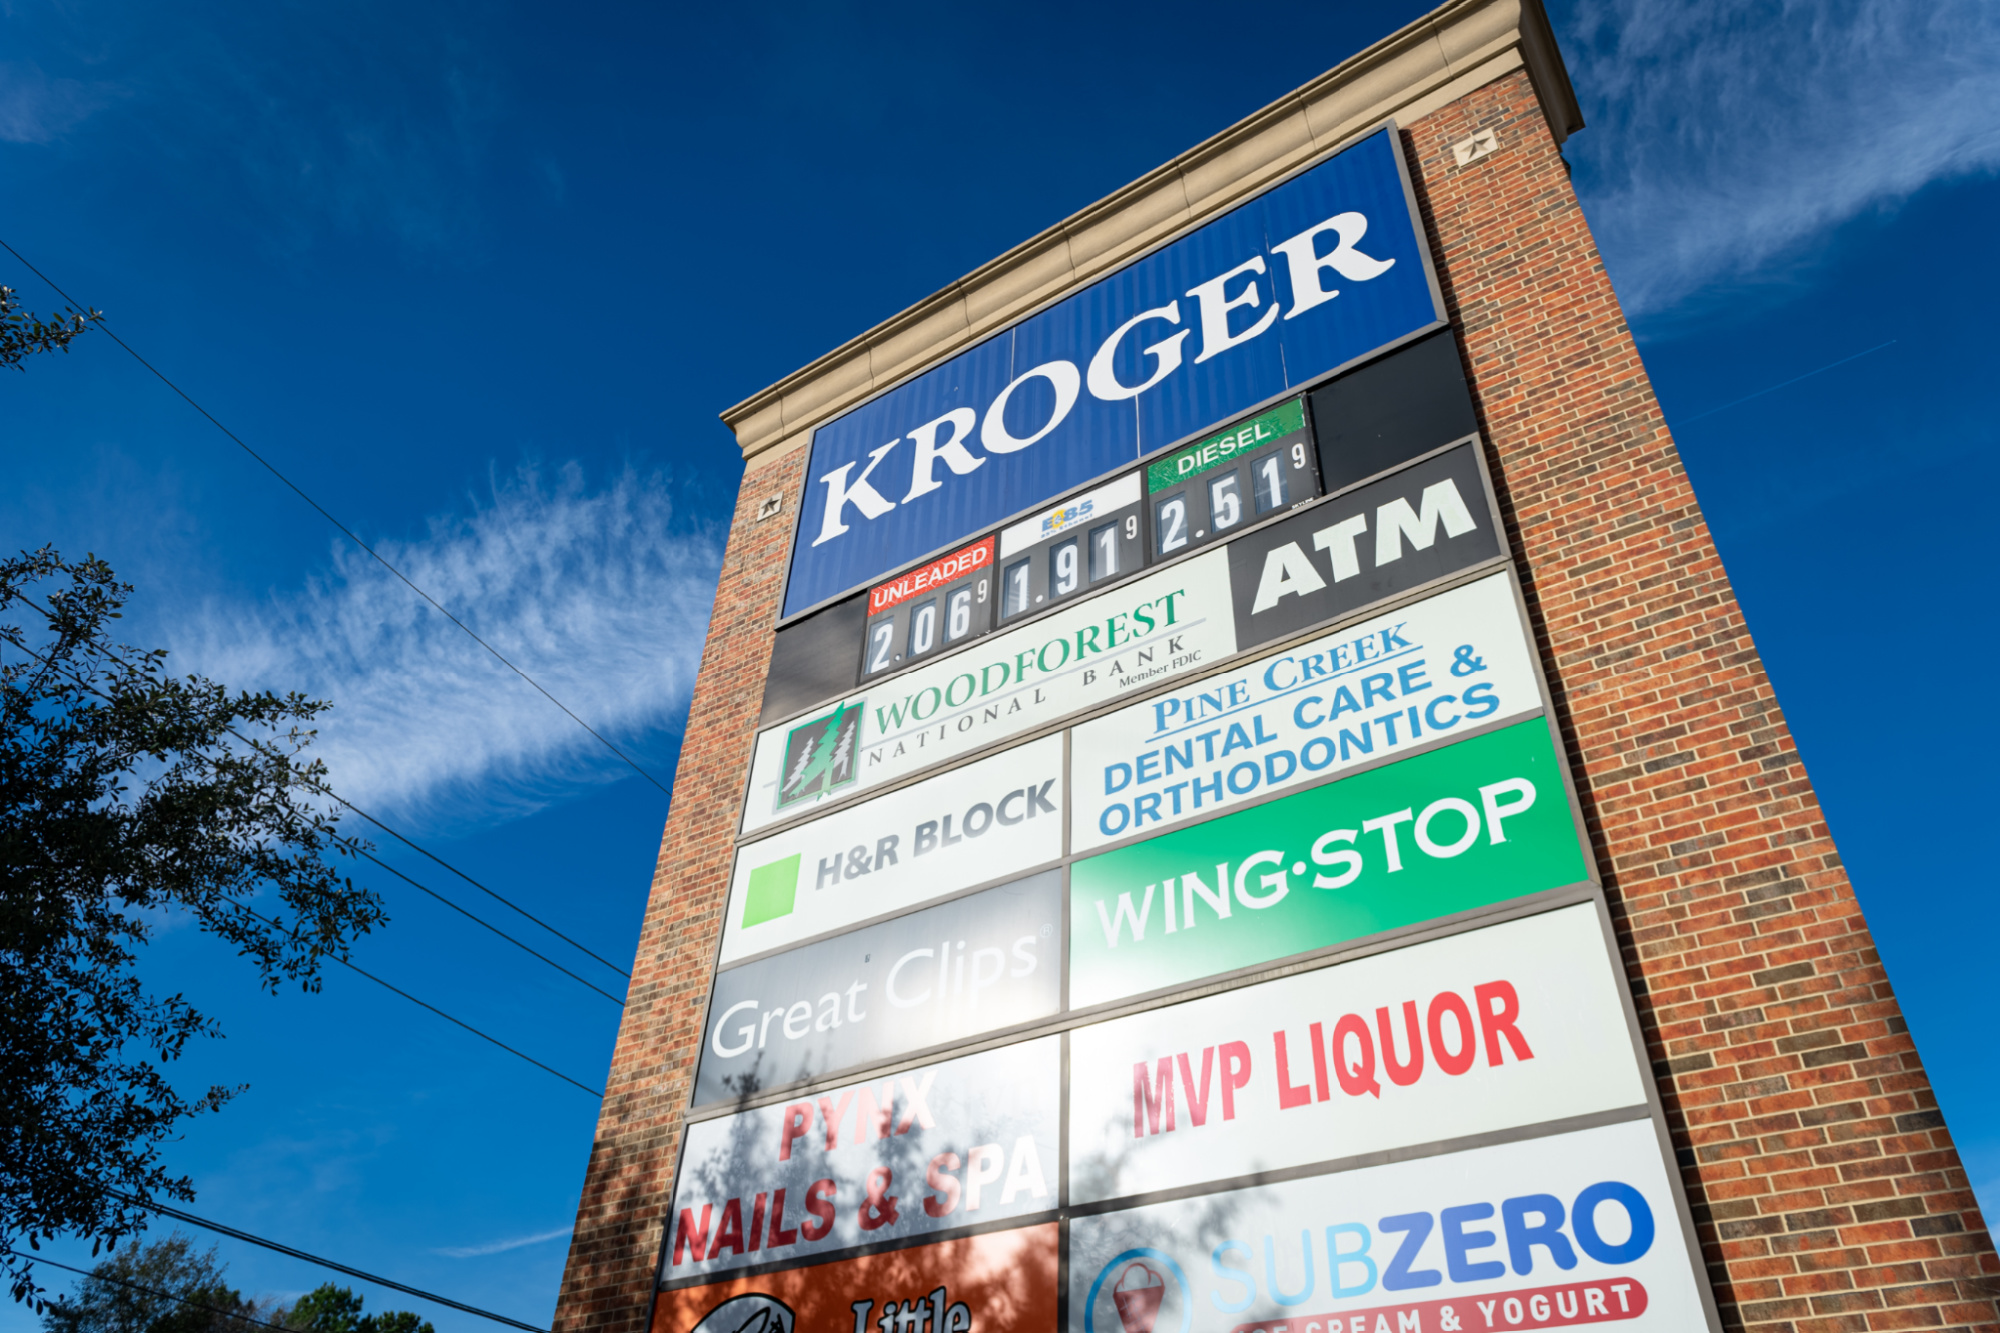 KROGER
UNLEADED
2.06 9
E85
1.91 9
DIESEL
2.51 9
WOODFOREST
NATIONAL BANK
Member FDIC
ATM
H&R BLOCK
PINE CREEK
DENTAL CARE &
ORTHODONTICS
Great Clips®
WING·STOP
PYNX
NAILS & SPA
MVP LIQUOR
Little
SUBZERO
ICE CREAM & YOGURT